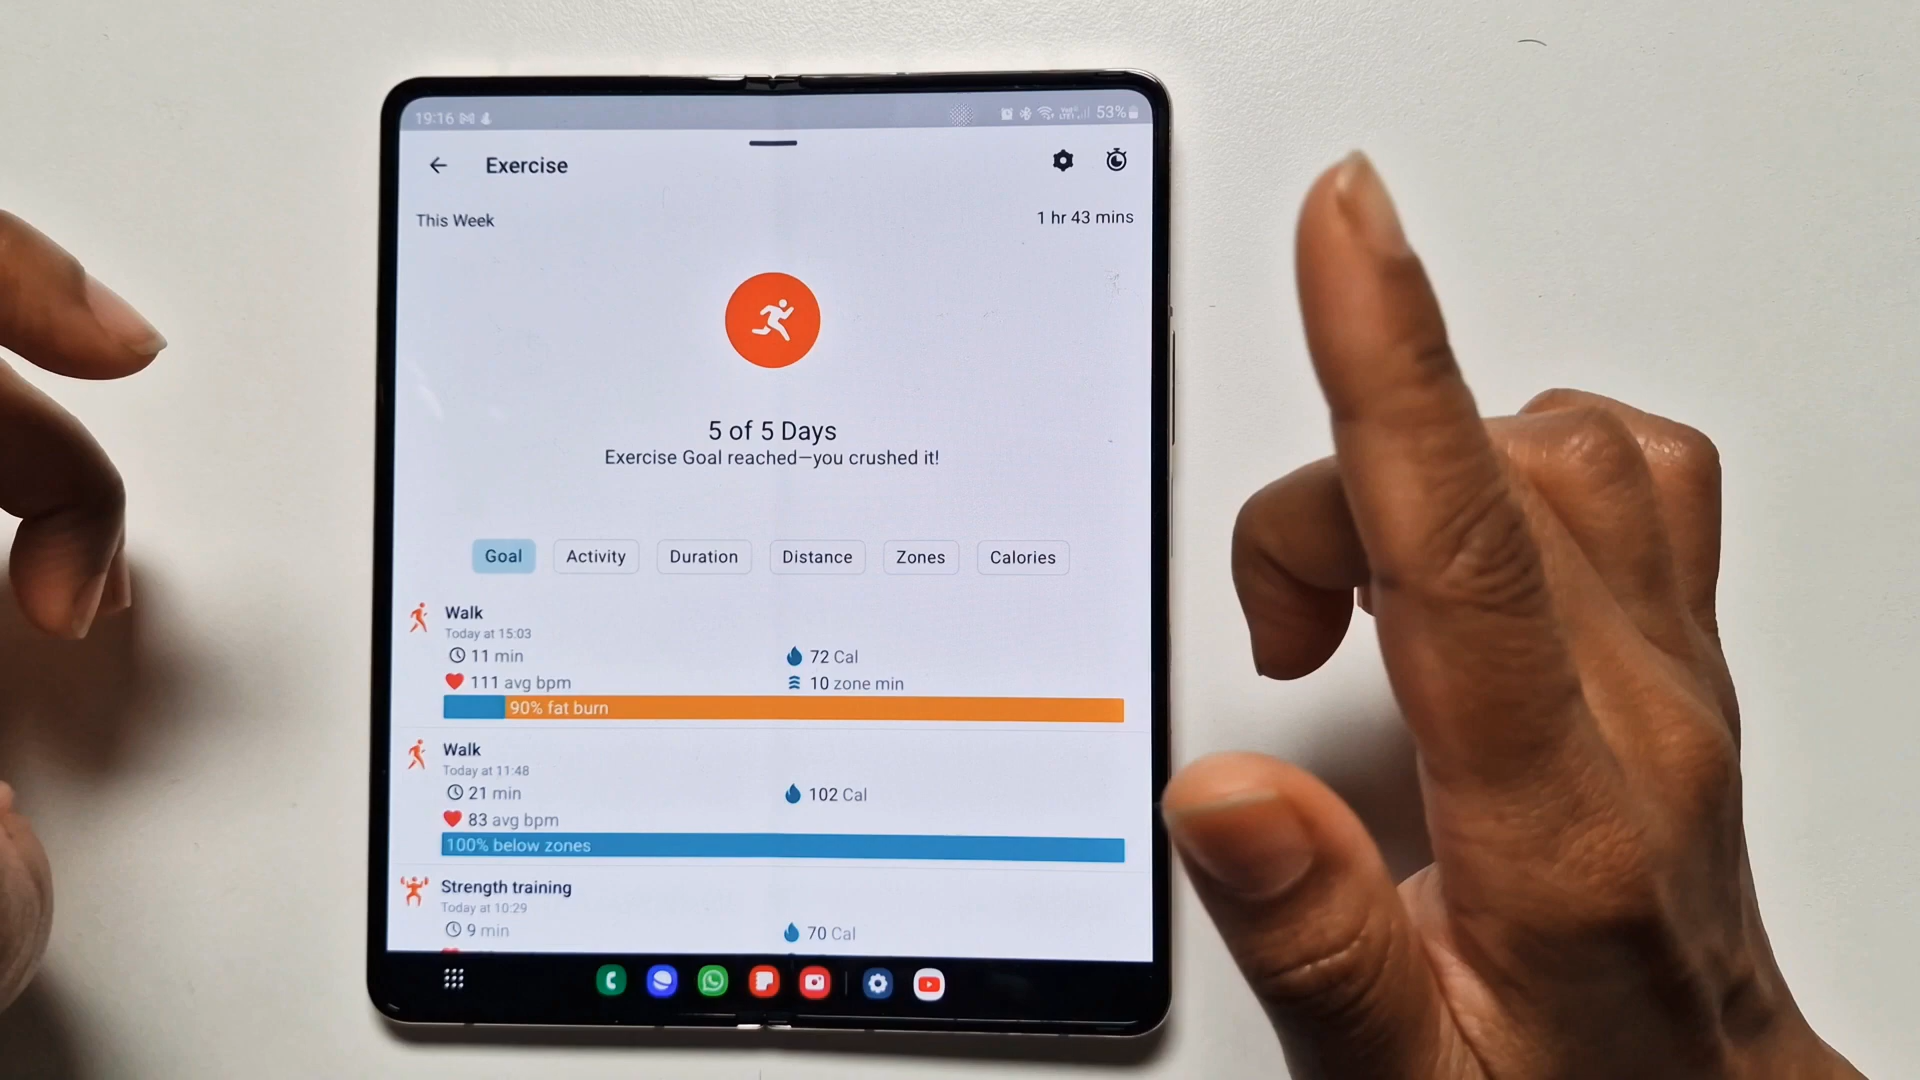 19:16
53%
Exercise
This Week
1 hr 43 mins
5 of 5 Days
Exercise Goal reached—you crushed it!
Goal
Activity
Duration
Distance
Zones
Calories
Walk
Today at 15:03
11 min
72 Cal
111 avg bpm
10 zone min
90% fat burn
Walk
Today at 11:48
21 min
102 Cal
83 avg bpm
100% below zones
Strength training
Today at 10:29
9 min
70 Cal